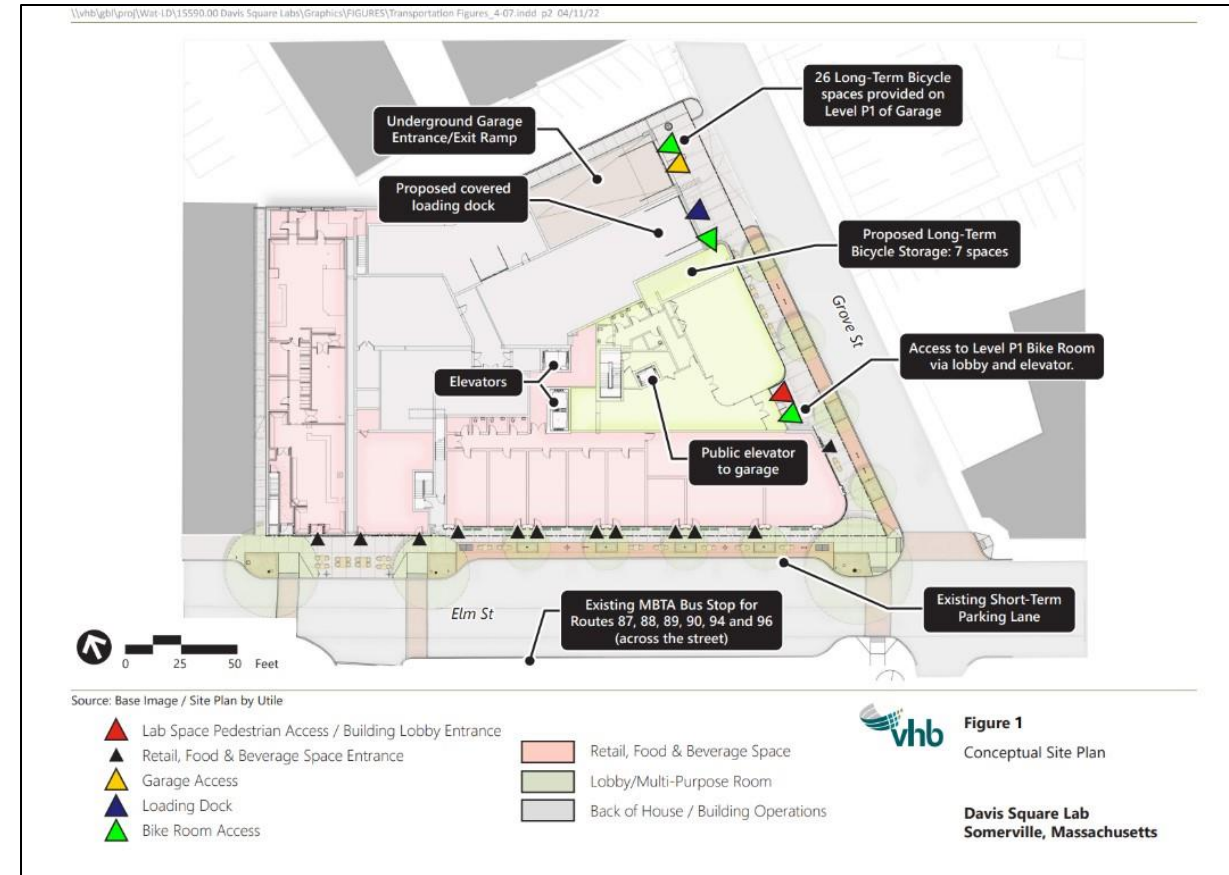 \\vhb\gbl\proj\Wat-LD\15590.00 Davis Square Labs\Graphics\FIGURES\Transportation Figures_4-07.indd p2 04/11/22
26 Long-Term Bicycle
spaces provided on
Level P1 of Garage
Underground Garage
Entrance/Exit Ramp
Proposed covered
loading dock
Proposed Long-Term
Bicycle Storage: 7 spaces
Grove St
Access to Level P1 Bike Room
via lobby and elevator.
Elevators
Public elevator
to garage
Elm St
Existing MBTA Bus Stop for
Routes 87, 88, 89, 90, 94 and 96
(across the street)
Existing Short-Term
Parking Lane
0 25 50 Feet
Source: Base Image / Site Plan by Utile
Lab Space Pedestrian Access / Building Lobby Entrance
Retail, Food & Beverage Space Entrance
Garage Access
Loading Dock
Bike Room Access
Retail, Food & Beverage Space
Lobby/Multi-Purpose Room
Back of House / Building Operations
vhb
Figure 1
Conceptual Site Plan
Davis Square Lab
Somerville, Massachusetts